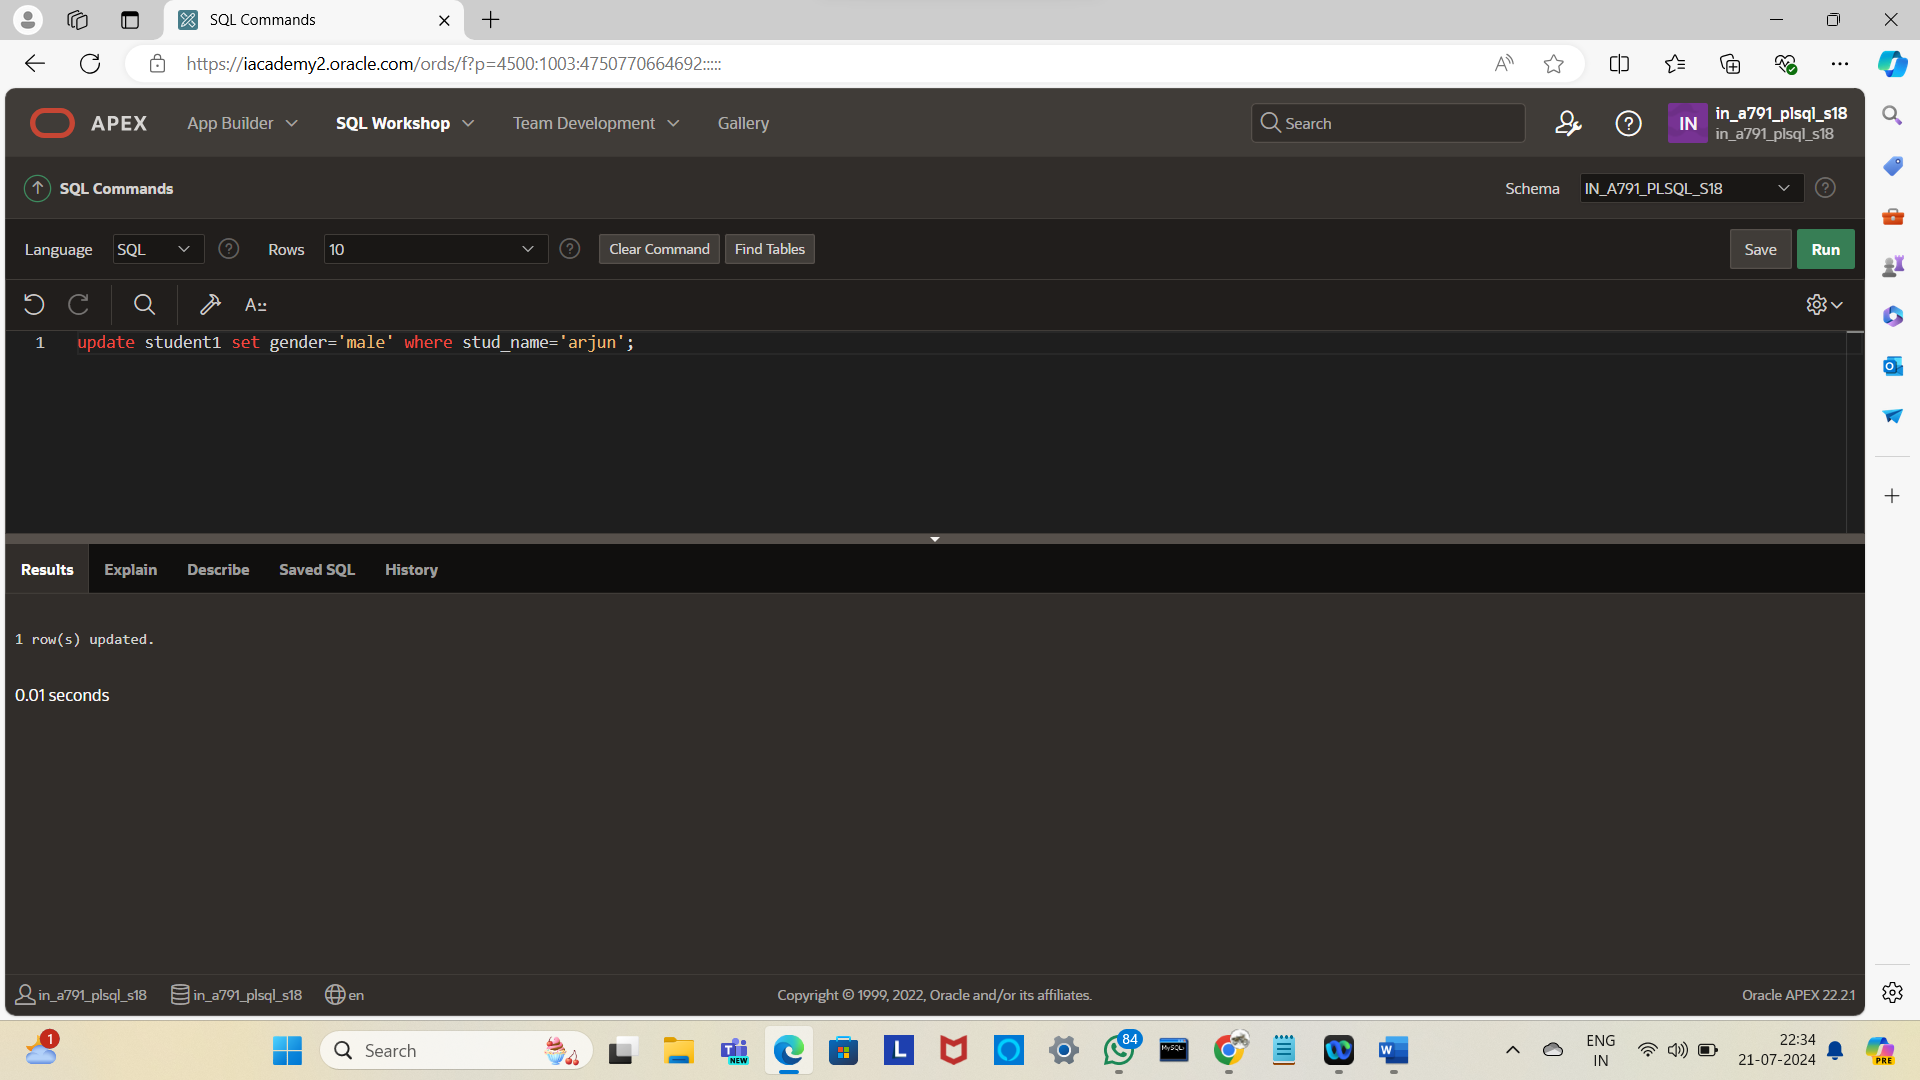 SQL Commands
https://iacademy2.oracle.com/ords/f?p=4500:1003:4750770664692:::::
APEX App Builder SQL Workshop Team Development Gallery Search IN in_a791_plsql_s18
in_a791_plsql_s18
SQL Commands Schema IN_A791_PLSQL_S18
Language SQL Rows 10 Clear Command Find Tables Save Run
A::
1 update student1 set gender='male' where stud_name='arjun';
Results Explain Describe Saved SQL History
1 row(s) updated.
0.01 seconds
in_a791_plsql_s18 in_a791_plsql_s18 en Copyright © 1999, 2022, Oracle and/or its affiliates. Oracle APEX 22.2.1
1 Search NEW L 84 MySQL W ENG 22:34
IN 21-07-2024 PRE